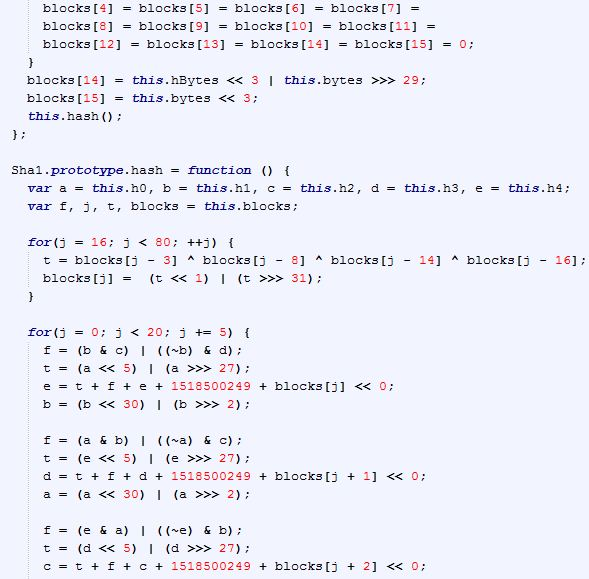 blocks[4] = blocks[5] = blocks[6] = blocks[7] =
blocks[8] = blocks[9] = blocks[10] = blocks[11] =
blocks[12] = blocks[13] = blocks[14] = blocks[15] = 0;
}
blocks[14] = this.hBytes << 3 | this.bytes >>> 29;
blocks[15] = this.bytes << 3;
this.hash();
};
Sha1.prototype.hash = function () {
var a = this.h0, b = this.h1, c = this.h2, d = this.h3, e = this.h4;
var f, j, t, blocks = this.blocks;
for(j = 16; j < 80; ++j) {
t = blocks[j - 3] ^ blocks[j - 8] ^ blocks[j - 14] ^ blocks[j - 16];
blocks[j] =  (t << 1) | (t >>> 31);
}
for(j = 0; j < 20; j += 5) {
f = (b & c) | ((~b) & d);
t = (a << 5) | (a >>> 27);
e = t + f + e + 1518500249 + blocks[j] << 0;
b = (b << 30) | (b >>> 2);
f = (a & b) | ((~a) & c);
t = (e << 5) | (e >>> 27);
d = t + f + d + 1518500249 + blocks[j + 1] << 0;
a = (a << 30) | (a >>> 2);
f = (e & a) | ((~e) & b);
t = (d << 5) | (d >>> 27);
c = t + f + c + 1518500249 + blocks[j + 2] << 0;